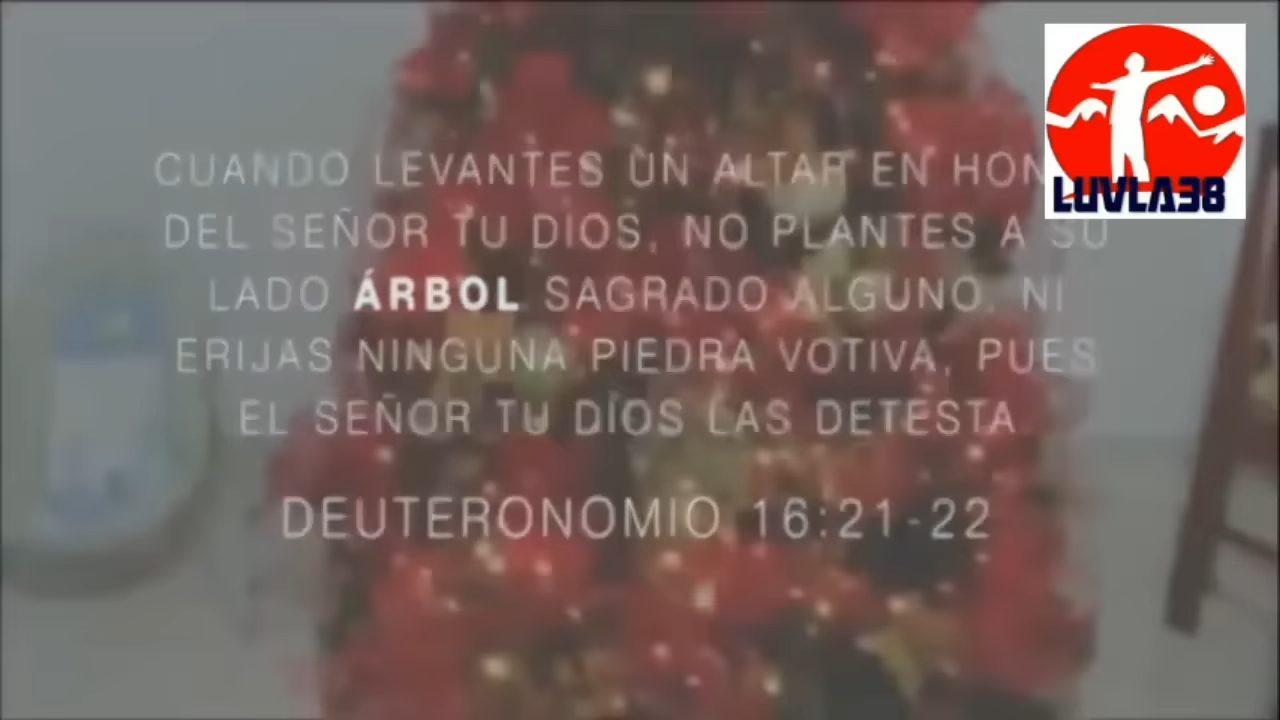 CUANDO LEVANTES UN ALTAR EN HON
DEL SEÑOR TU DIOS, NO PLANTES A SU
LADO ÁRBOL SAGRADO ALGUNO, NI
ERIJAS NINGUNA PIEDRA VOTIVA, PUES
EL SEÑOR TU DIOS LAS DETESTA
DEUTERONOMIO 16:21-22
LUVLA38